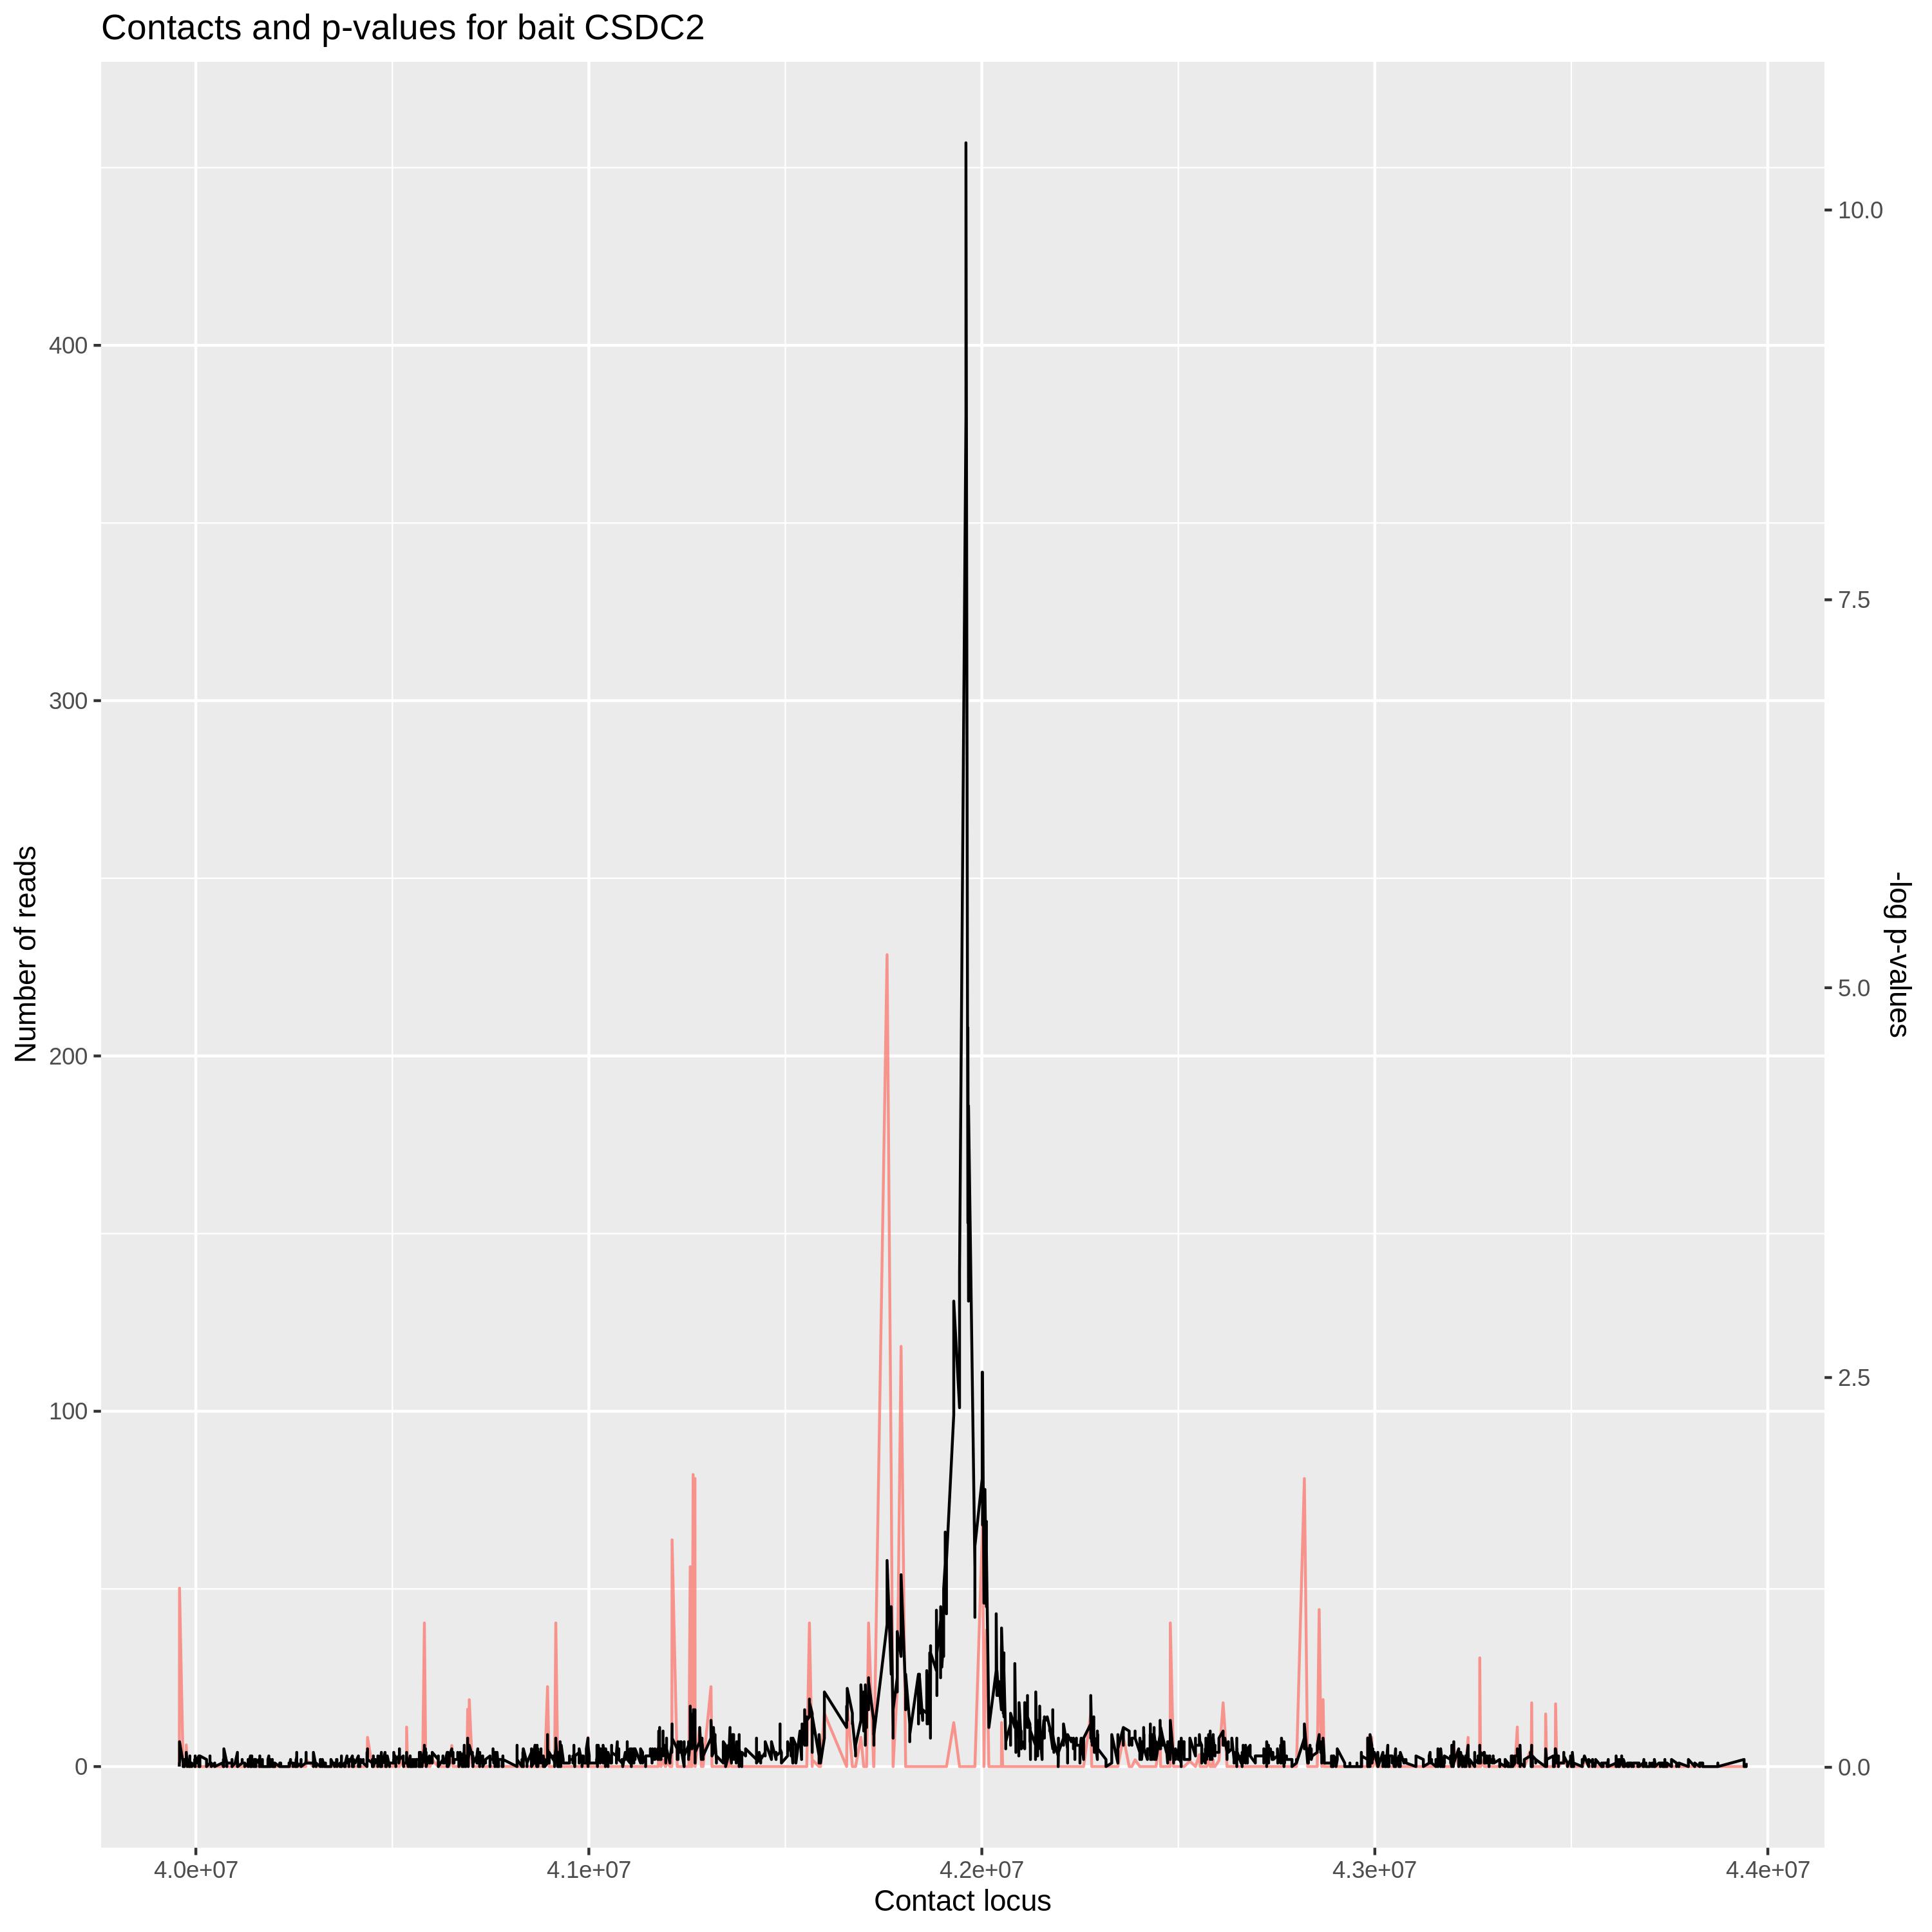 Contacts and p-values for bait CSDC2
Number of reads
400
300
200
100
0
10.0
7.5
5.0
2.5
0.0
-log p-values
4.0e+07
4.1e+07
4.2e+07
4.3e+07
4.4e+07
Contact locus